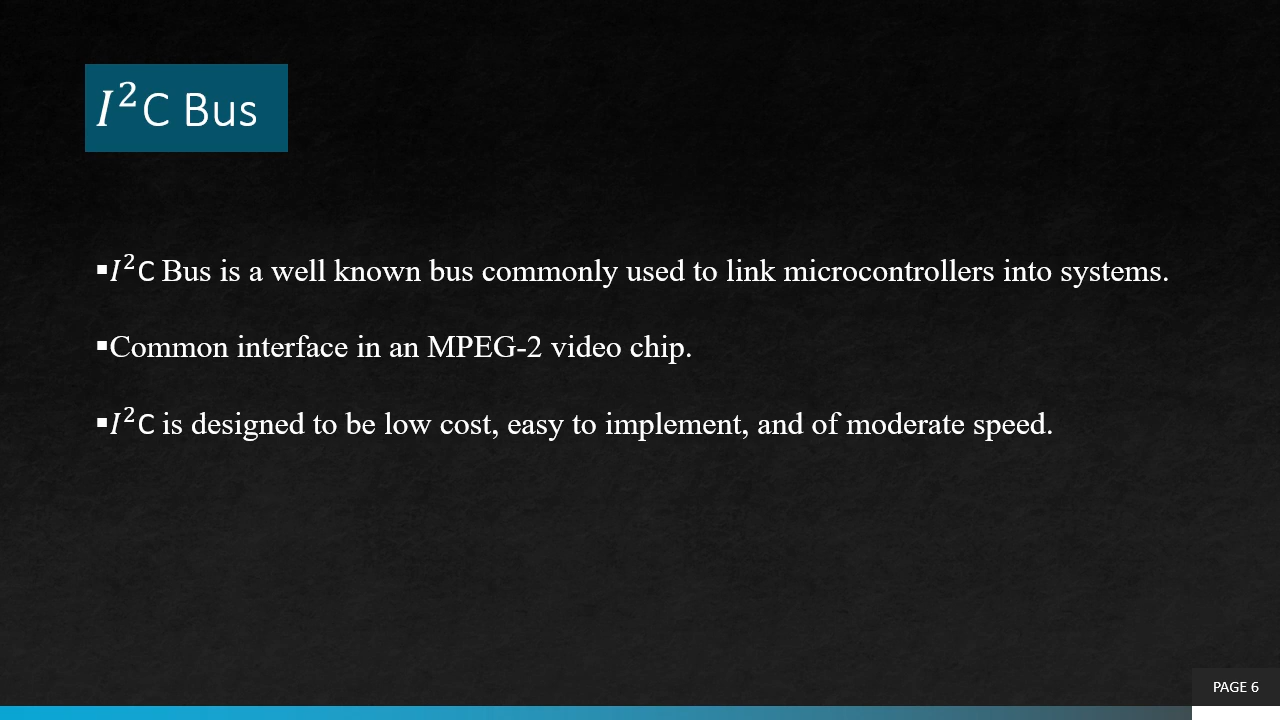 I²C Bus
▪I²C Bus is a well known bus commonly used to link microcontrollers into systems.
▪Common interface in an MPEG-2 video chip.
▪I²C is designed to be low cost, easy to implement, and of moderate speed.
PAGE 6